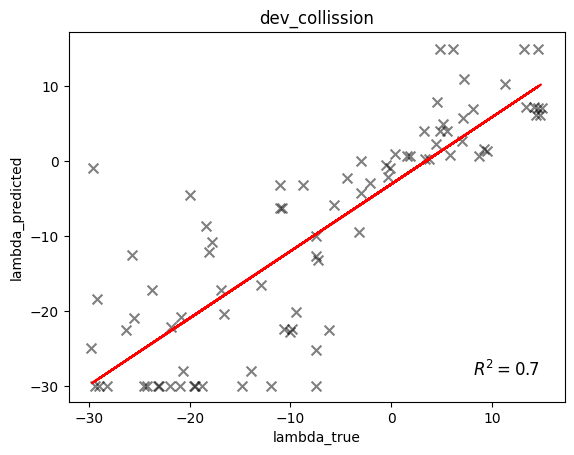 dev_collission
lambda_predicted
10
0
−10
−20
−30
R² = 0.7
−30 −20 −10 0 10
lambda_true